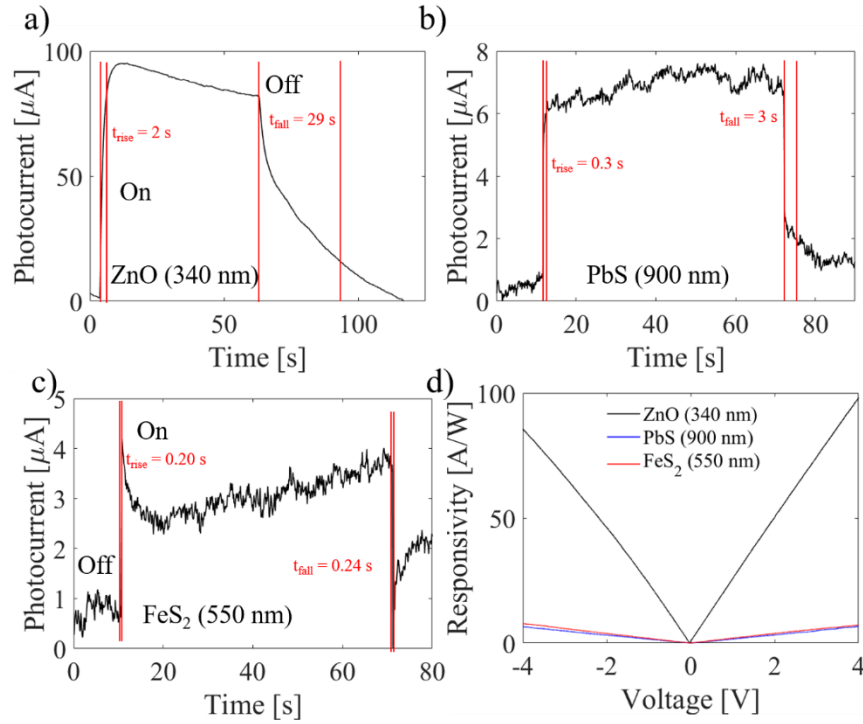 a)
100
50
0
Photocurrent [μA]
Off
t_rise = 2 s
t_fall = 29 s
On
ZnO (340 nm)
0 50 100
Time [s]
b)
8
6
4
2
0
Photocurrent [μA]
t_fall = 3 s
t_rise = 0.3 s
PbS (900 nm)
0 20 40 60 80
Time [s]
c)
5
4
3
2
1
0
Photocurrent [μA]
On
t_rise = 0.20 s
Off
t_fall = 0.24 s
FeS₂ (550 nm)
0 20 40 60 80
Time [s]
d)
100
50
0
Responsivity [A/W]
ZnO (340 nm)
PbS (900 nm)
FeS₂ (550 nm)
-4 -2 0 2 4
Voltage [V]